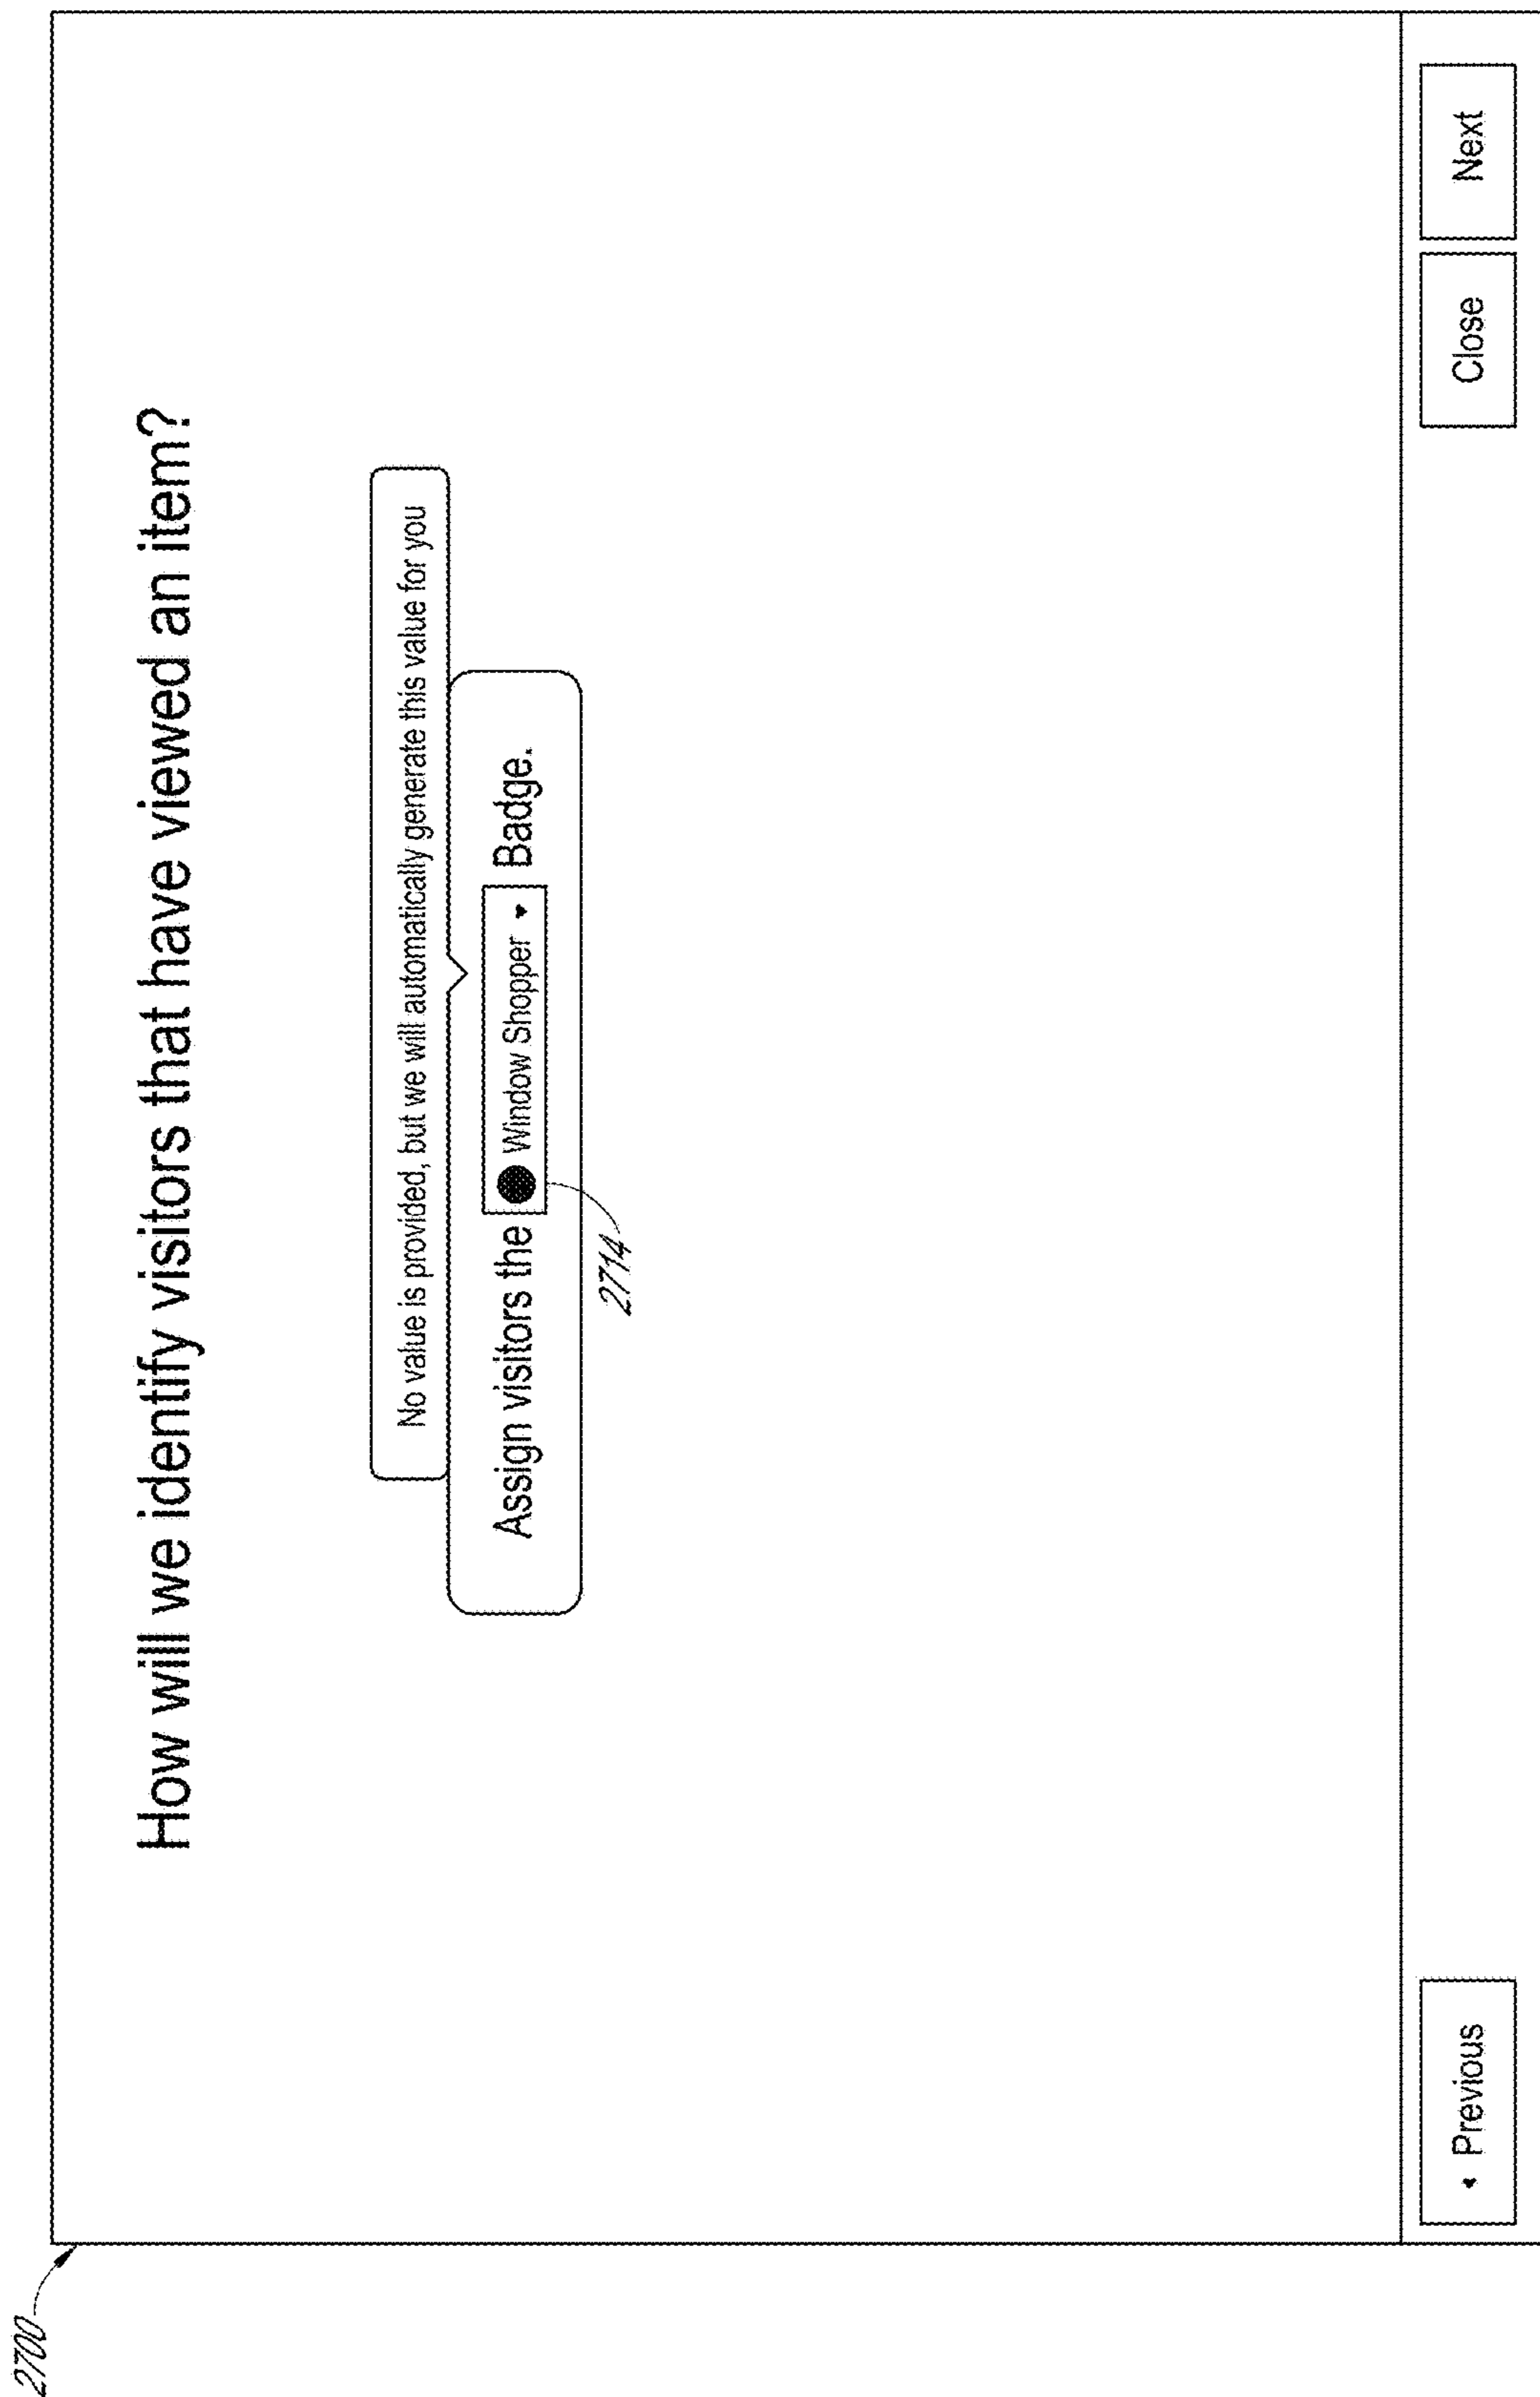 2700
How will we identify visitors that have viewed an item?
No value is provided, but we will automatically generate this value for you
Assign visitors the Window Shopper Badge.
2714
Previous
Close
Next